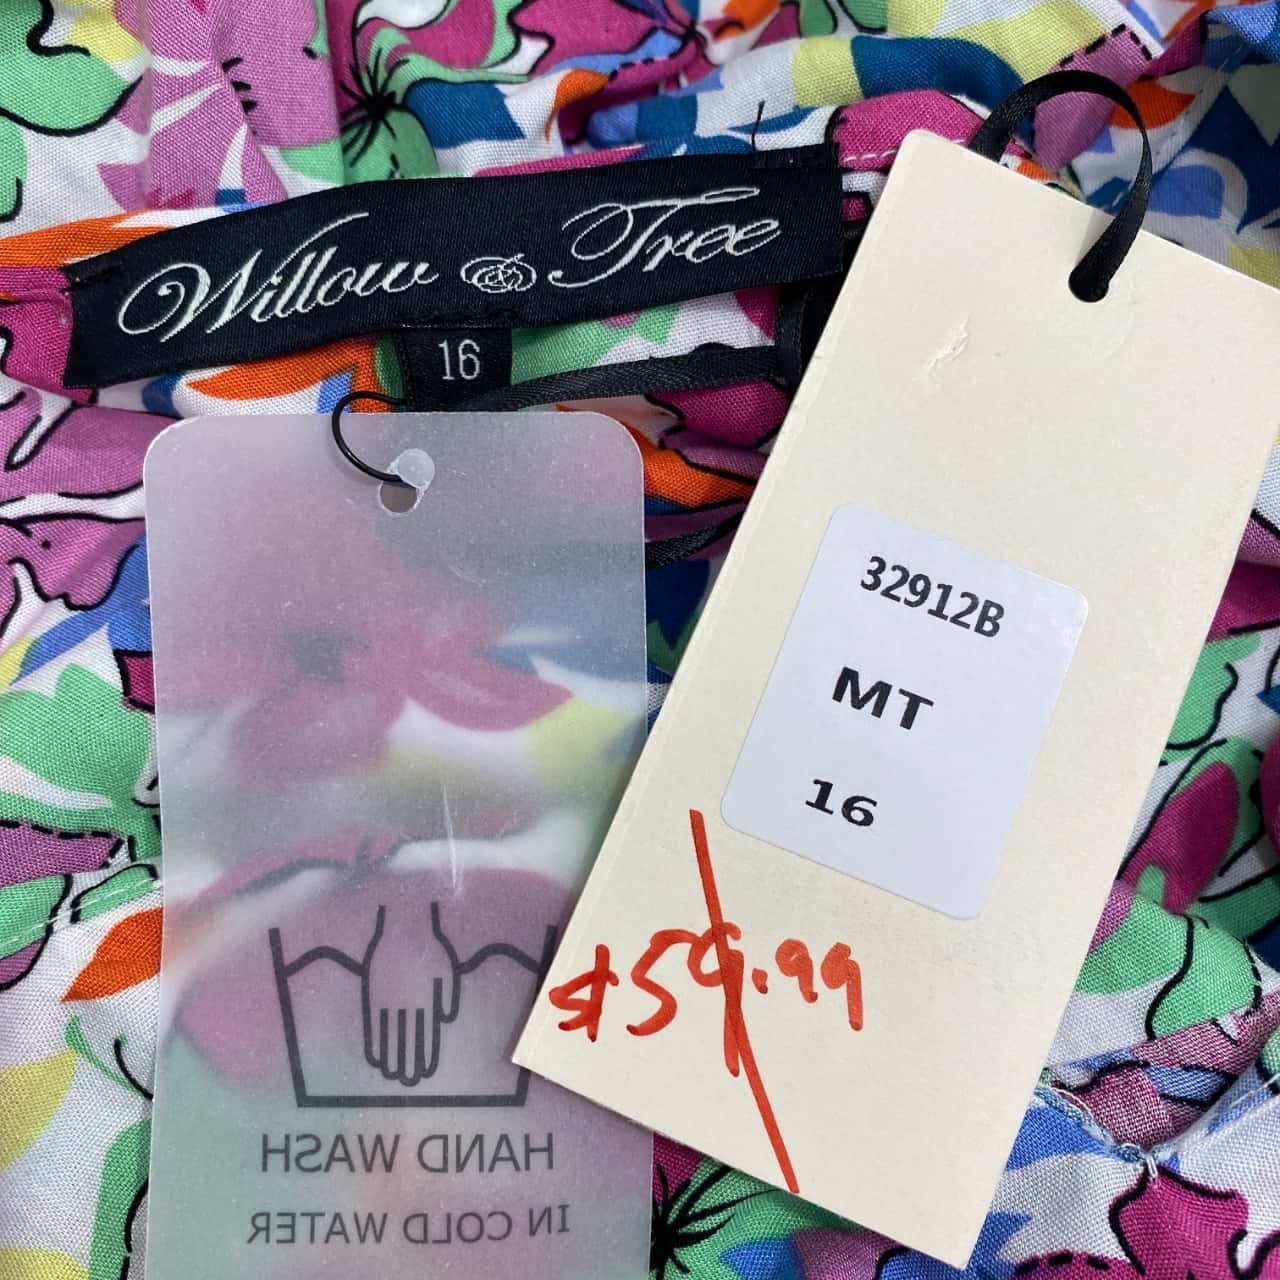 Willow Tree
16
32912B
MT
16
$59.99
HAND WASH
IN COLD WATER